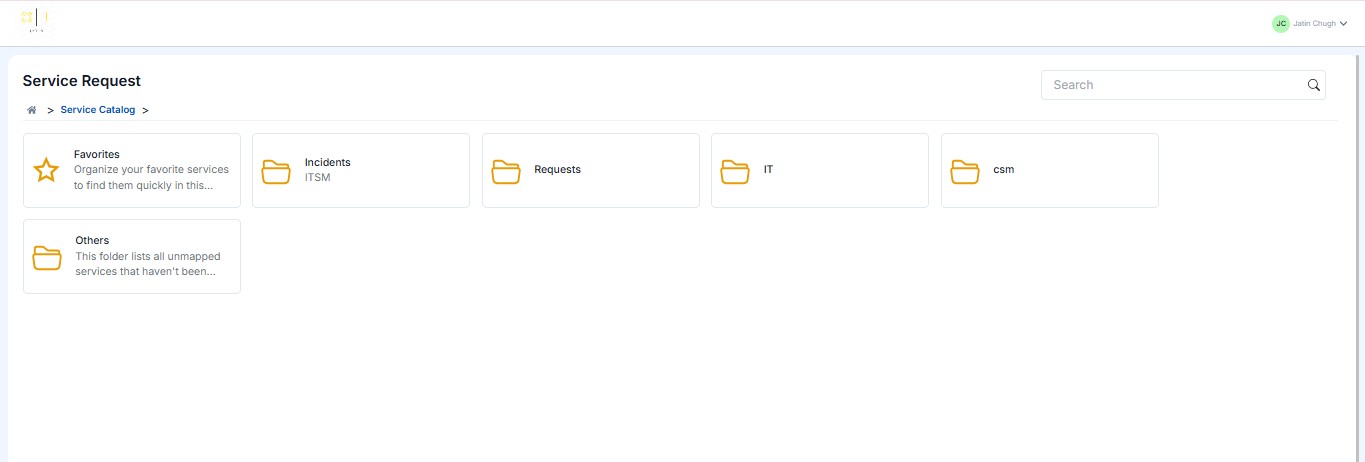 JC Jatin Chugh
Service Request
Search
> Service Catalog >
Favorites
Organize your favorite services
to find them quickly in this...
Incidents
ITSM
Requests
IT
csm
Others
This folder lists all unmapped
services that haven't been...